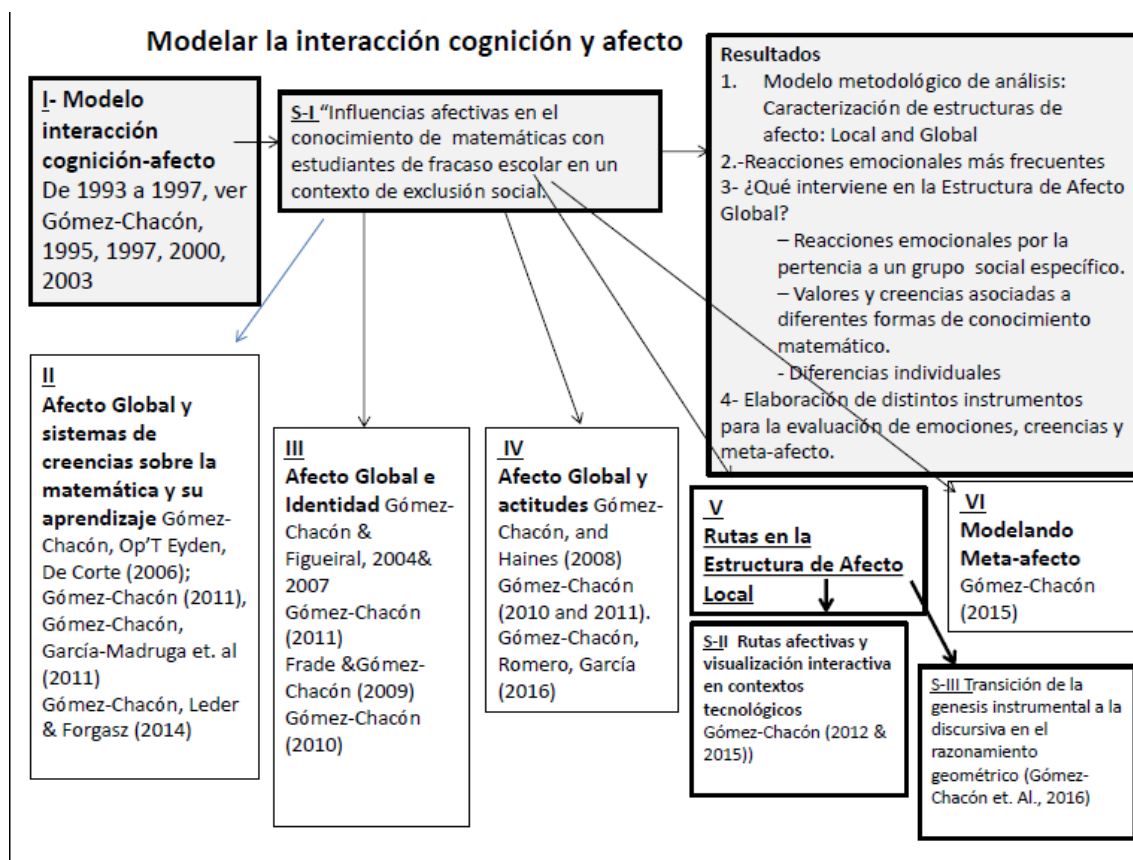 Modelar la interacción cognición y afecto
I- Modelo
interacción
cognición-afecto
De 1993 a 1997, ver
Gómez-Chacón,
1995, 1997, 2000,
2003
S-I “Influencias afectivas en el
conocimiento de matemáticas con
estudiantes de fracaso escolar en un
contexto de exclusión social.
Resultados
1. Modelo metodológico de análisis:
Caracterización de estructuras de
afecto: Local and Global
2.-Reacciones emocionales más frecuentes
3- ¿Qué interviene en la Estructura de Afecto
Global?
– Reacciones emocionales por la
pertencia a un grupo social específico.
– Valores y creencias asociadas a
diferentes formas de conocimiento
matemático.
- Diferencias individuales
4- Elaboración de distintos instrumentos
para la evaluación de emociones, creencias y
meta-afecto.
II
Afecto Global y
sistemas de
creencias sobre la
matemática y su
aprendizaje Gómez-
Chacón, Op’T Eyden,
De Corte (2006);
Gómez-Chacón (2011),
Gómez-Chacón,
García-Madruga et. al
(2011)
Gómez-Chacón, Leder
& Forgasz (2014)
III
Afecto Global e
Identidad Gómez-
Chacón &
Figueiral, 2004&
2007
Gómez-Chacón
(2011)
Frade &Gómez-
Chacón (2009)
Gómez-Chacón
(2010)
IV
Afecto Global y
actitudes Gómez-
Chacón, and
Haines (2008)
Gómez-Chacón
(2010 and 2011).
Gómez-Chacón,
Romero, García
(2016)
V
Rutas en la
Estructura de Afecto
Local
S-II Rutas afectivas y
visualización interactiva
en contextos
tecnológicos
Gómez-Chacón (2012 &
2015))
VI
Modelando
Meta-afecto
Gómez-Chacón
(2015)
S-III Transición de la
genesis instrumental a la
discursiva en el
razonamiento
geométrico (Gómez-
Chacón et. Al., 2016)